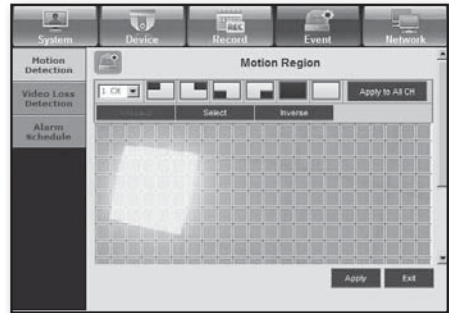 System Device Record Event Network
Motion Detection
Motion Region
1 CH
Apply to All CH
Video Loss Detection
Select Inverse
Alarm Schedule
Apply Exit